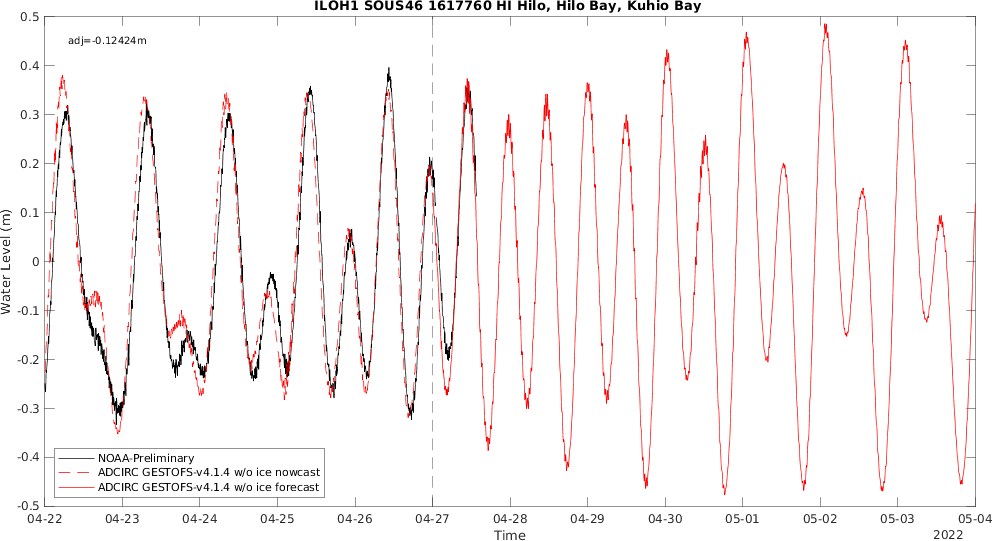 ILOH1 SOUS46 1617760 HI Hilo, Hilo Bay, Kuhio Bay
adj=-0.12424m
0.5
0.4
0.3
0.2
0.1
0
-0.1
-0.2
-0.3
-0.4
-0.5
Water Level (m)
NOAA-Preliminary
ADCIRC GESTOFS-v4.1.4 w/o ice nowcast
ADCIRC GESTOFS-v4.1.4 w/o ice forecast
04-22 04-23 04-24 04-25 04-26 04-27 04-28 04-29 04-30 05-01 05-02 05-03 05-04
Time
2022